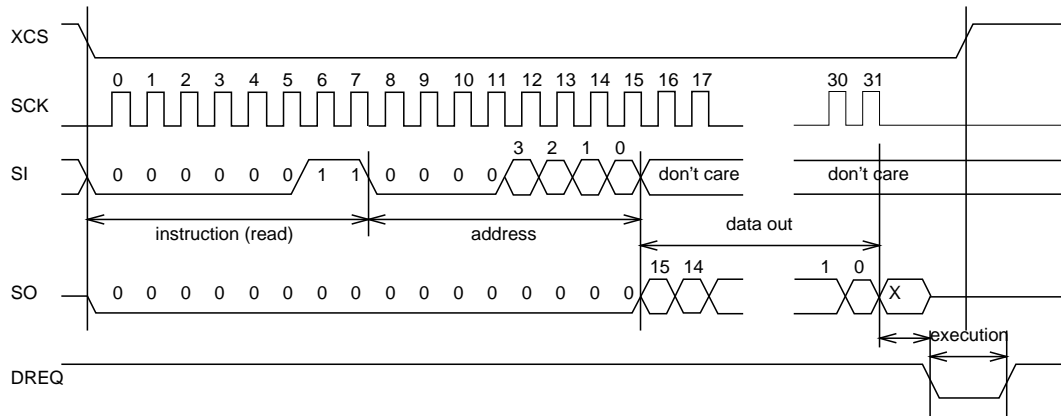 XCS
0 1 2 3 4 5 6 7 8 9 10 11 12 13 14 15 16 17 30 31
SCK
3 2 1 0
SI 0 0 0 0 0 0 1 1 0 0 0 0 don't care don't care
instruction (read) address data out
15 14 1 0
SO 0 0 0 0 0 0 0 0 0 0 0 0 0 0 0 0 X
execution
DREQ